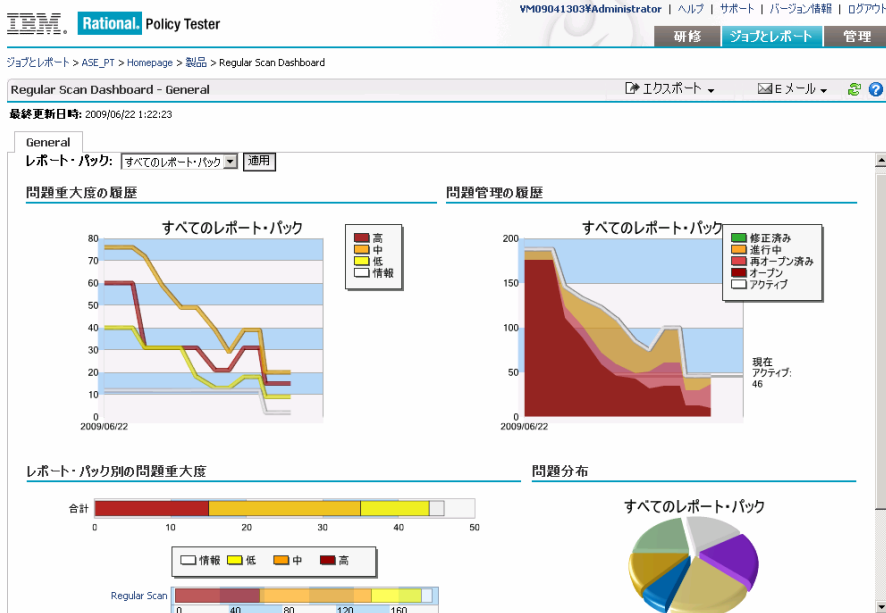 VM09041303¥Administrator | ヘルプ | サポート | バージョン情報 | ログアウト
IBM. Rational. Policy Tester
研修 ジョブとレポート 管理
ジョブとレポート > ASE_PT > Homepage > 製品 > Regular Scan Dashboard
Regular Scan Dashboard - General エクスポート Eメール
最終更新日時: 2009/06/22 1:22:23
General
レポート・パック: すべてのレポート・パック 適用
問題重大度の履歴
すべてのレポート・パック
80
70
60
50
40
30
20
10
0
2009/06/22
高
中
低
情報
問題管理の履歴
すべてのレポート・パック
200
150
100
50
0
2009/06/22
修正済み
進行中
再オープン済み
オープン
アクティブ
現在
アクティブ:
46
レポート・パック別の問題重大度
合計
0 10 20 30 40 50
情報 低 中 高
Regular Scan
0 40 80 120 160
問題分布
すべてのレポート・パック